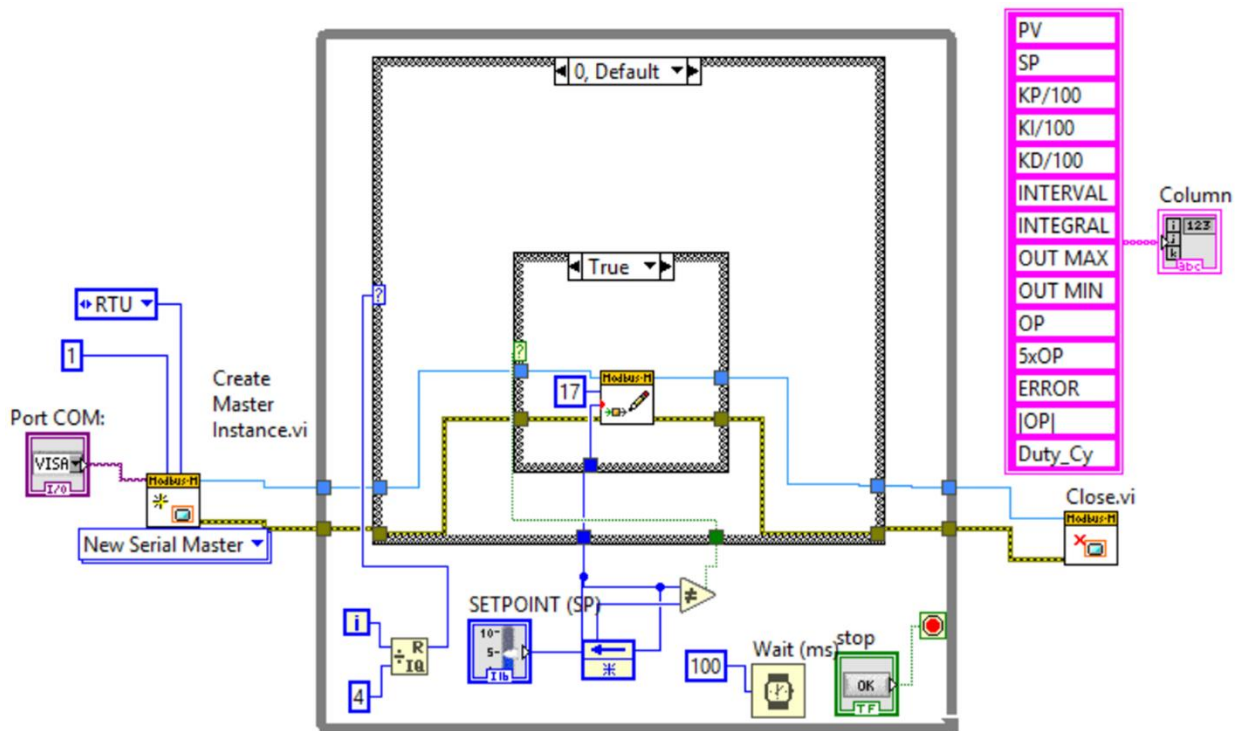 0, Default
PV
SP
KP/100
KI/100
KD/100
INTERVAL
INTEGRAL
OUT MAX
OUT MIN
OP
5xOP
ERROR
|OP|
Duty_Cy
Column
123
i
j
k
abc
True
?
?
RTU
1
Create
Master
Instance.vi
Port COM:
VISA
I/O
Modbus-M
New Serial Master
17
Modbus-M
Close.vi
Modbus-M
SETPOINT (SP)
10-
5-
I16
≠
i
÷ R
IQ
4
100
Wait (ms)
stop
OK
TF